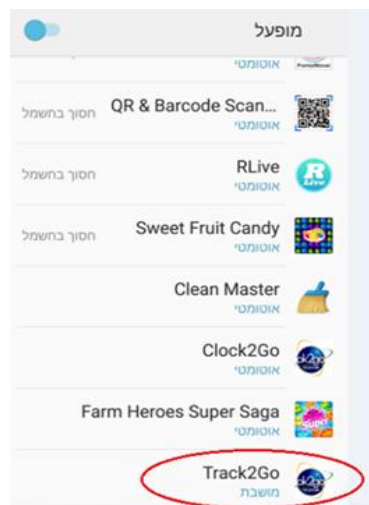 מופעל
אוטומטי
QR & Barcode Scan...
חסוך בחשמל
אוטומטי
RLive
חסוך בחשמל
אוטומטי
Sweet Fruit Candy
חסוך בחשמל
אוטומטי
Clean Master
אוטומטי
Clock2Go
אוטומטי
Farm Heroes Super Saga
אוטומטי
Track2Go
מושבת